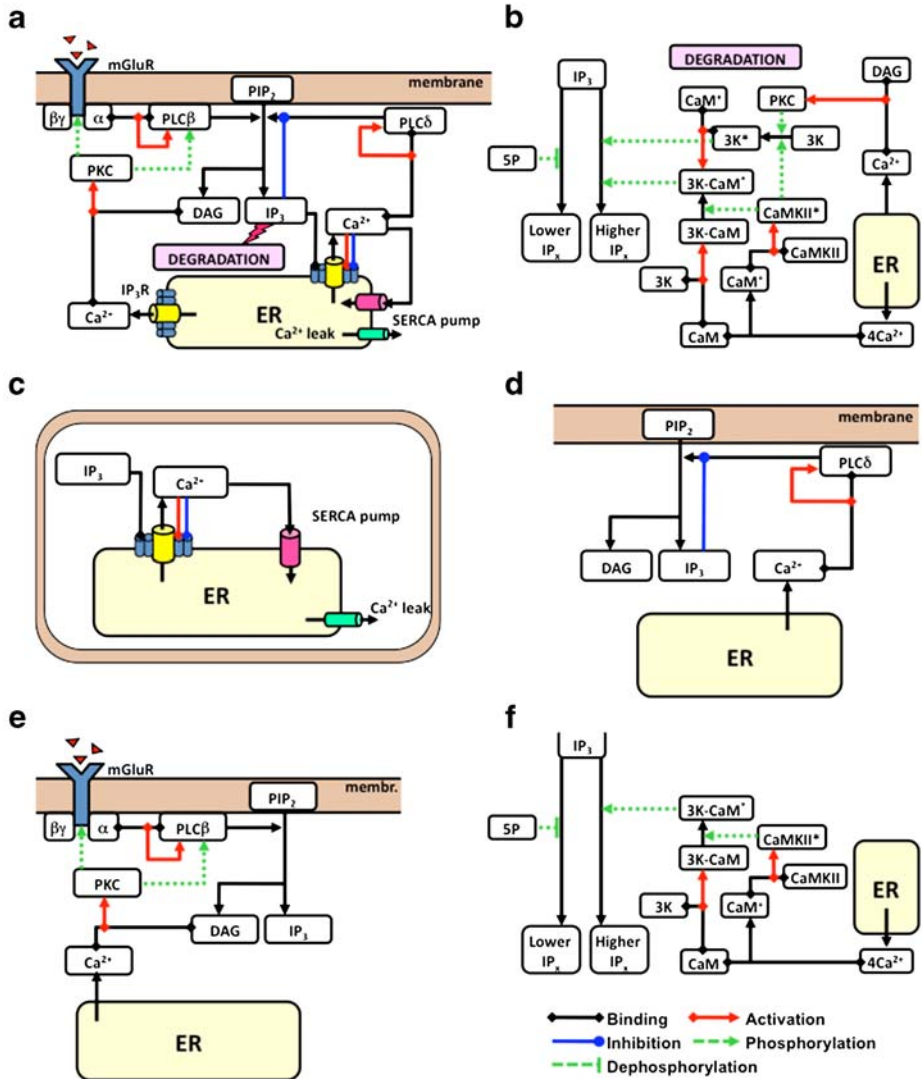 a
mGluR
membrane
PIP2
βγ
α
PLCβ
PLCδ
PKC
DAG
IP3
Ca2+
DEGRADATION
IP3R
Ca2+
ER
Ca2+ leak
SERCA pump
b
DEGRADATION
IP3
CaM+
PKC
DAG
3K*
3K
5P
Ca2+
3K-CaM*
CaMKII*
Lower IPx
Higher IPx
3K-CaM
CaMKII
ER
3K
CaM+
CaM
4Ca2+
c
IP3
Ca2+
SERCA pump
ER
Ca2+ leak
d
membrane
PIP2
PLCδ
DAG
IP3
Ca2+
ER
e
mGluR
membr.
PIP2
βγ
α
PLCβ
PKC
DAG
IP3
Ca2+
ER
f
IP3
3K-CaM*
5P
CaMKII*
3K-CaM
CaMKII
ER
3K
CaM+
Lower IPx
Higher IPx
CaM
4Ca2+
Binding
Activation
Inhibition
Phosphorylation
Dephosphorylation